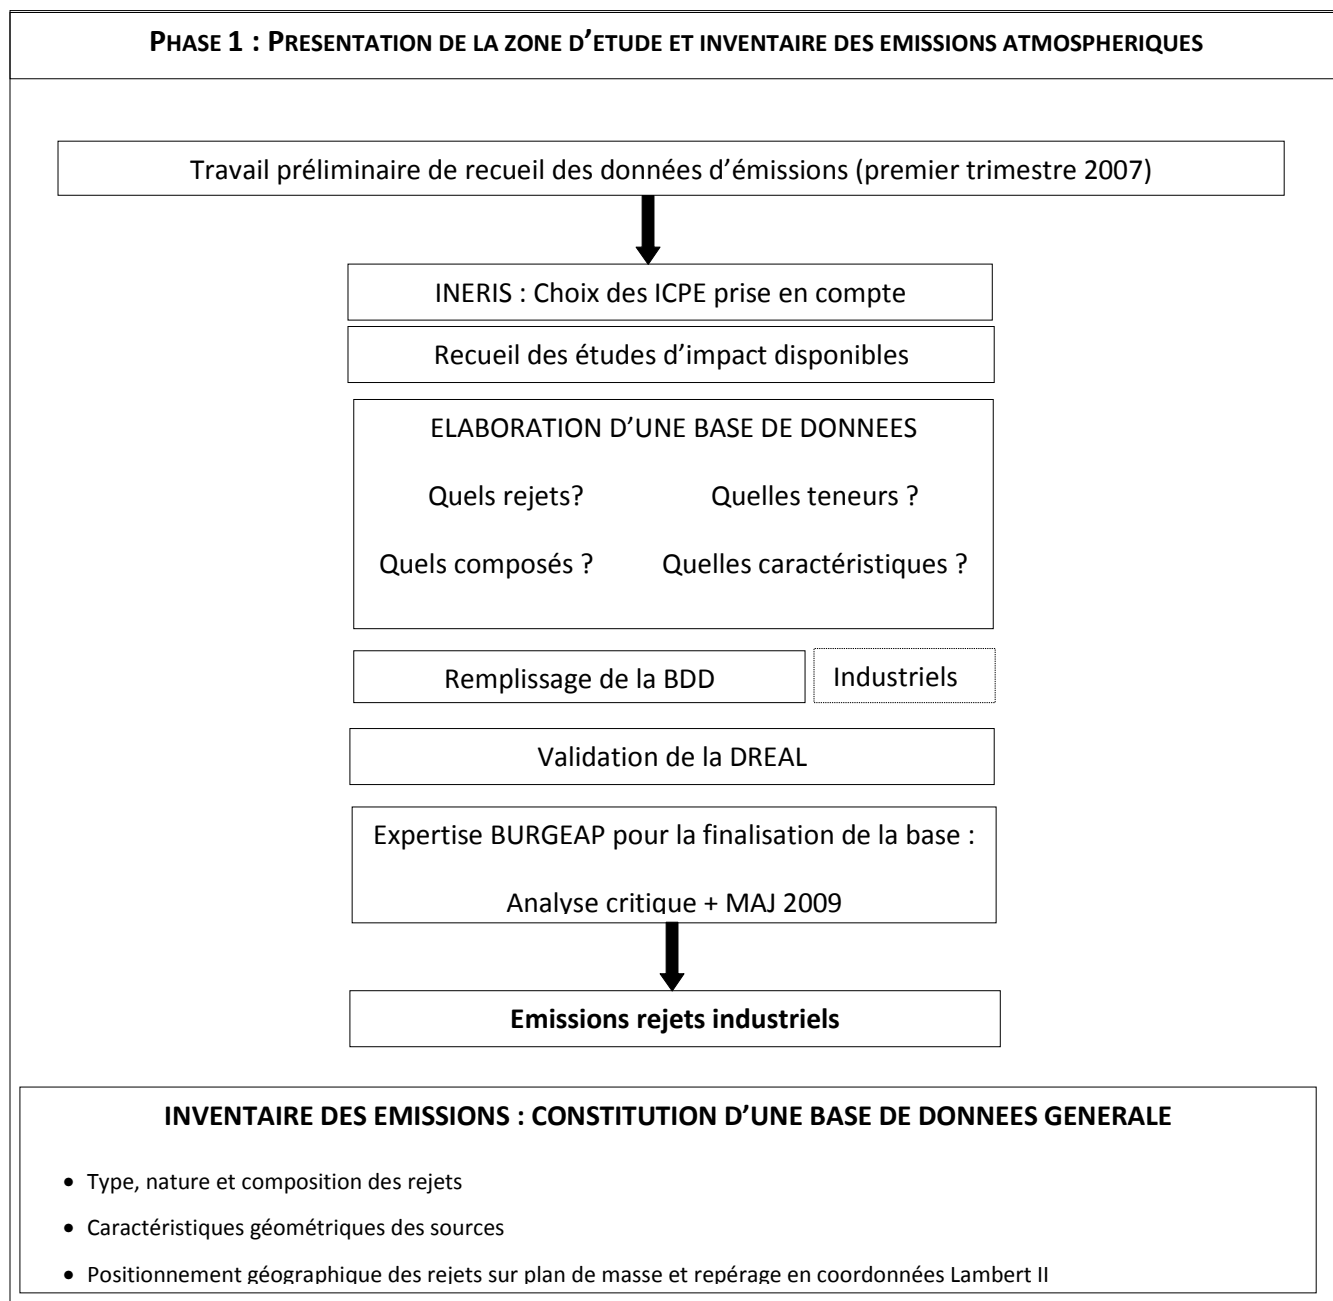 PHASE 1 : PRESENTATION DE LA ZONE D'ETUDE ET INVENTAIRE DES EMISSIONS ATMOSPHERIQUES
Travail préliminaire de recueil des données d'émissions (premier trimestre 2007)
INERIS : Choix des ICPE prise en compte
Recueil des études d'impact disponibles
ELABORATION D'UNE BASE DE DONNEES
Quels rejets? Quelles teneurs ?
Quels composés ? Quelles caractéristiques ?
Remplissage de la BDD Industriels
Validation de la DREAL
Expertise BURGEAP pour la finalisation de la base :
Analyse critique + MAJ 2009
Emissions rejets industriels
INVENTAIRE DES EMISSIONS : CONSTITUTION D'UNE BASE DE DONNEES GENERALE
• Type, nature et composition des rejets
• Caractéristiques géométriques des sources
• Positionnement géographique des rejets sur plan de masse et repérage en coordonnées Lambert II